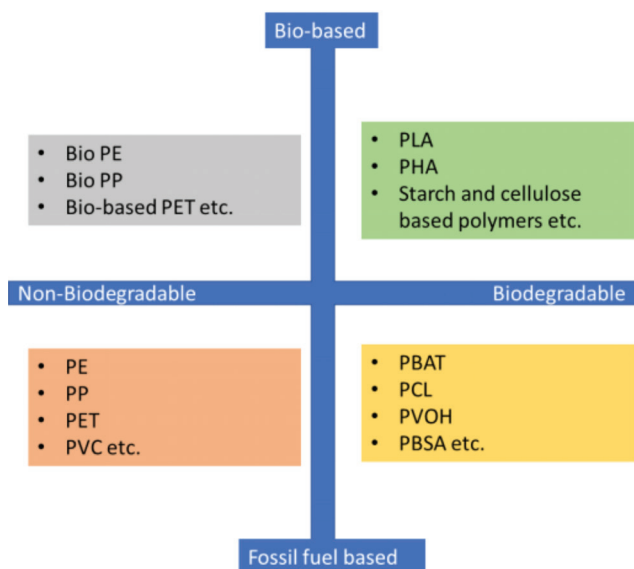 Bio-based
• Bio PE
• Bio PP
• Bio-based PET etc.
• PLA
• PHA
• Starch and cellulose
based polymers etc.
Non-Biodegradable
Biodegradable
• PE
• PP
• PET
• PVC etc.
• PBAT
• PCL
• PVOH
• PBSA etc.
Fossil fuel based